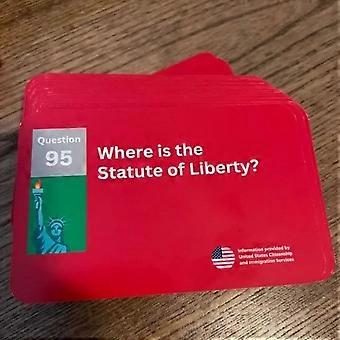 Question
95
Where is the
Statute of Liberty?
Information provided by
United States Citizenship
and Immigration Services